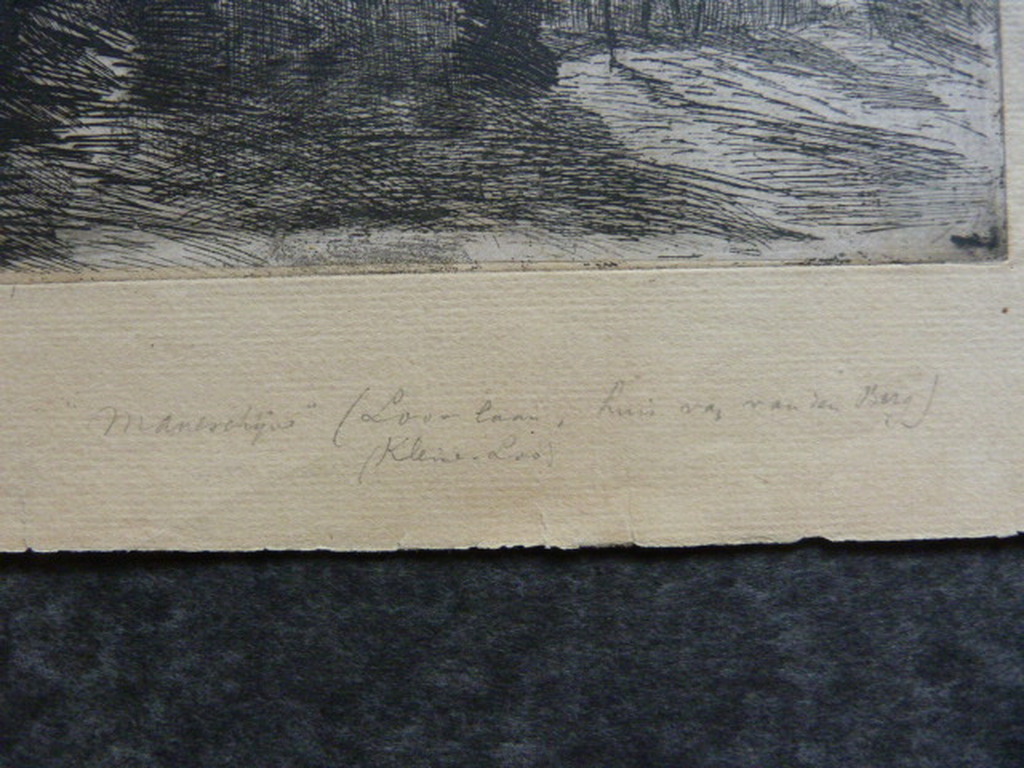 "Maneschijn" (Loo-laan, huis van van den Berg)
(Kleine-Loo)